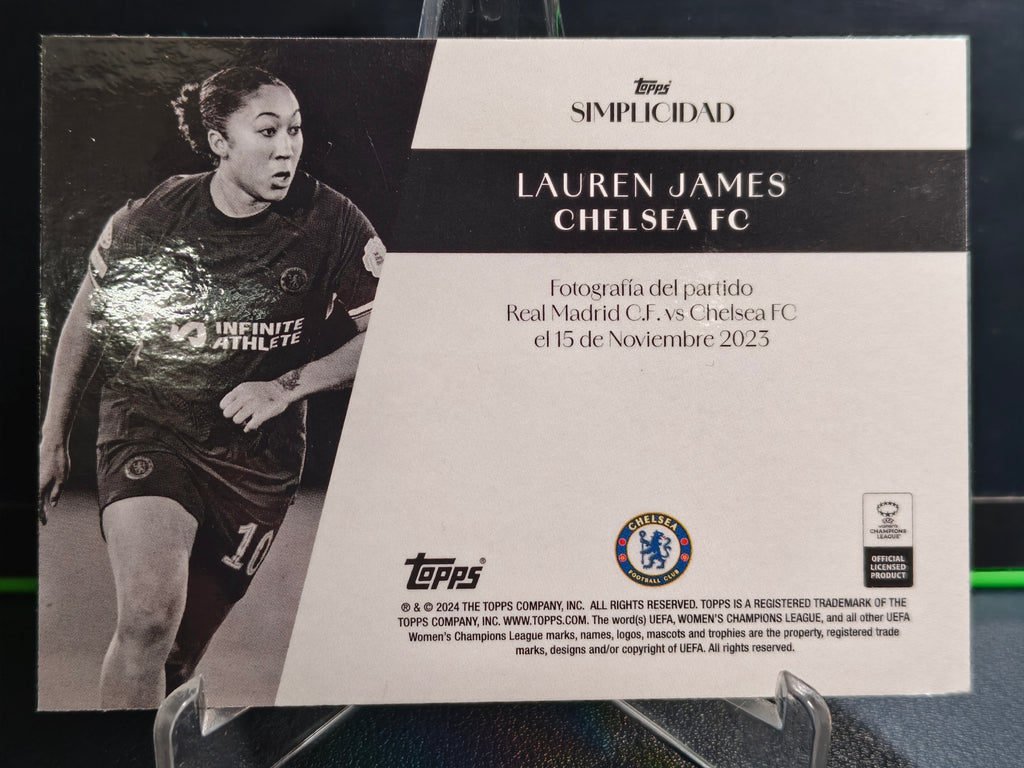 Topps
SIMPLICIDAD
LAUREN JAMES
CHELSEA FC
Fotografía del partido
Real Madrid C.F. vs Chelsea FC
el 15 de Noviembre 2023
INFINITE
ATHLETE
10
CHELSEA
FOOTBALL CLUB
WOMEN'S
CHAMPIONS
LEAGUE
OFFICIAL
LICENSED
PRODUCT
Topps®
® & © 2024 THE TOPPS COMPANY, INC. ALL RIGHTS RESERVED. TOPPS IS A REGISTERED TRADEMARK OF THE
TOPPS COMPANY, INC. WWW.TOPPS.COM. The word(s) UEFA, WOMEN'S CHAMPIONS LEAGUE, and all other UEFA
Women's Champions League marks, names, logos, mascots and trophies are the property, registered trade
marks, designs and/or copyright of UEFA. All rights reserved.